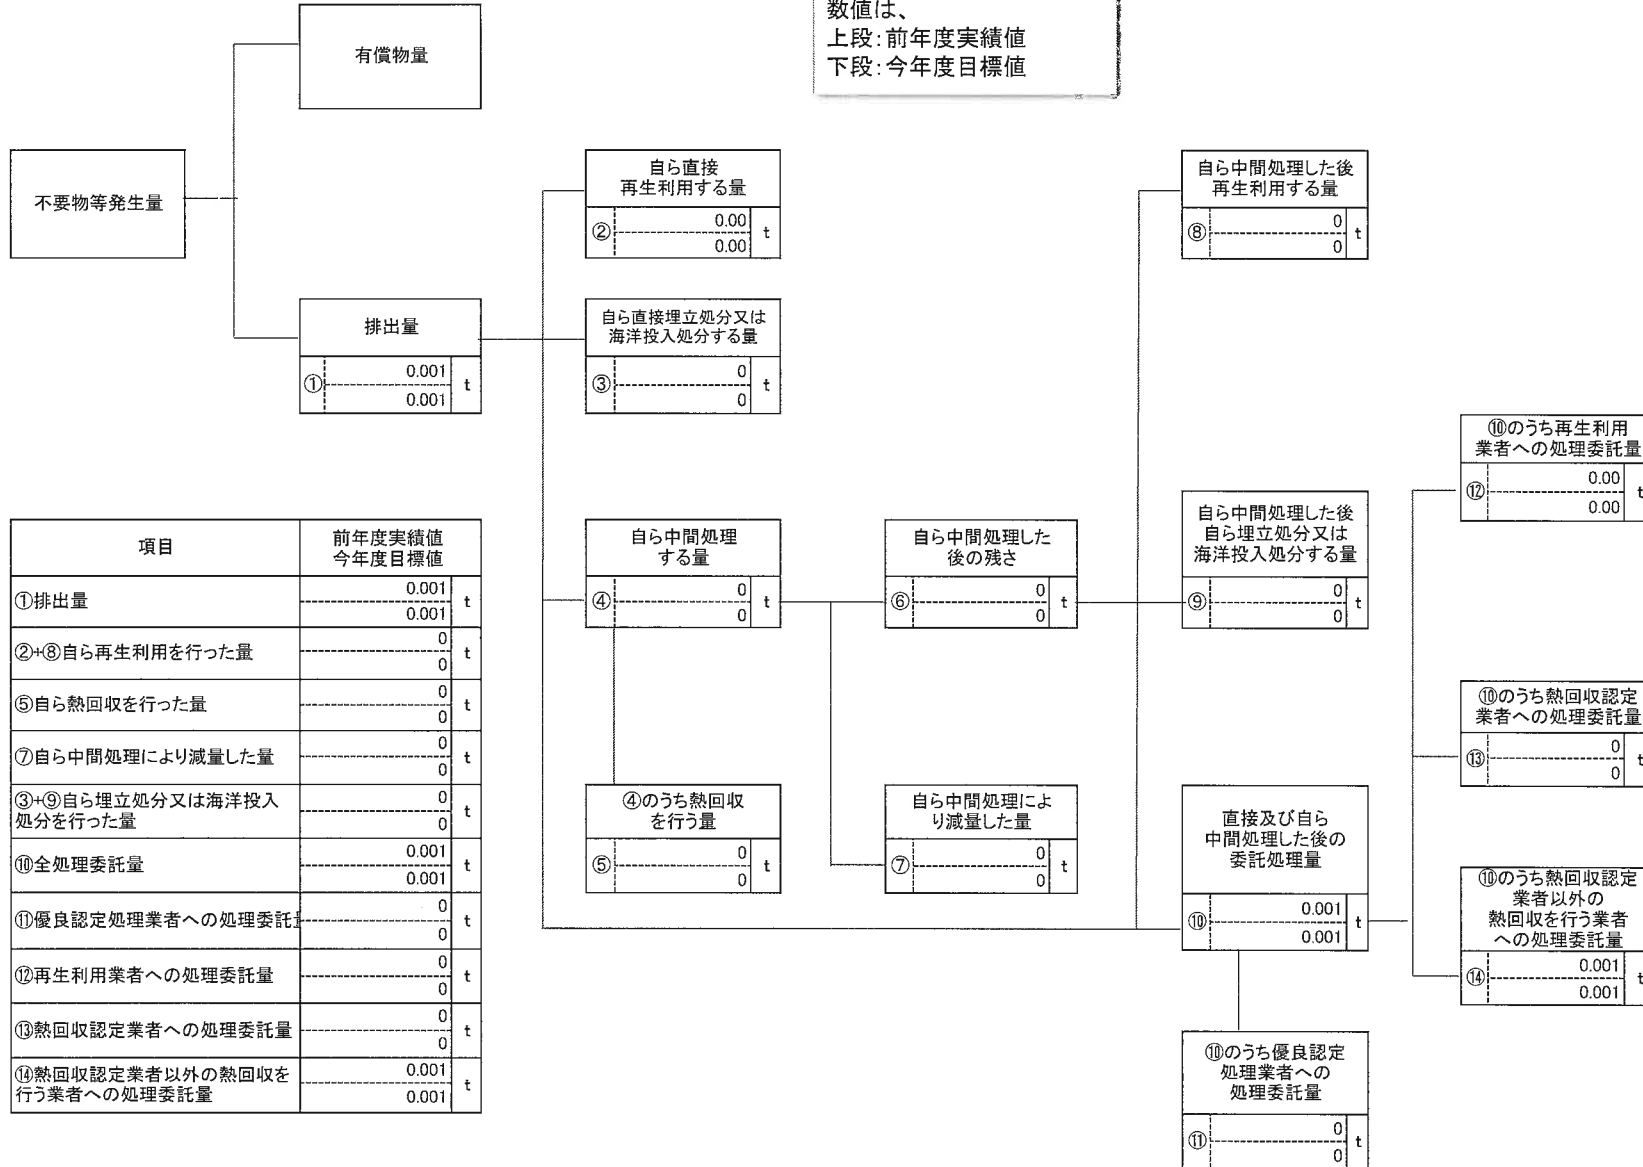 数値は、
上段:前年度実績値
下段:今年度目標値
有償物量
不要物等発生量
排出量
①
0.001
0.001
t
自ら直接
再生利用する量
②
0.00
0.00
t
自ら直接埋立処分又は
海洋投入処分する量
③
0
0
t
自ら中間処理
する量
④
0
0
t
④のうち熱回収
を行う量
⑤
0
0
t
自ら中間処理した
後の残さ
⑥
0
0
t
自ら中間処理によ
り減量した量
⑦
0
0
t
自ら中間処理した後
再生利用する量
⑧
0
0
t
自ら中間処理した後
自ら埋立処分又は
海洋投入処分する量
⑨
0
0
t
直接及び自ら
中間処理した後の
委託処理量
⑩
0.001
0.001
t
⑩のうち優良認定
処理業者への
処理委託量
⑪
0
0
t
⑩のうち再生利用
業者への処理委託量
⑫
0.00
0.00
t
⑩のうち熱回収認定
業者への処理委託量
⑬
0
0
t
⑩のうち熱回収認定
業者以外の
熱回収を行う業者
への処理委託量
⑭
0.001
0.001
t
項目
前年度実績値
今年度目標値
①排出量
0.001
0.001
t
②+⑧自ら再生利用を行った量
0
0
t
⑤自ら熱回収を行った量
0
0
t
⑦自ら中間処理により減量した量
0
0
t
③+⑨自ら埋立処分又は海洋投入
処分を行った量
0
0
t
⑩全処理委託量
0.001
0.001
t
⑪優良認定処理業者への処理委託
0
0
t
⑫再生利用業者への処理委託量
0
0
t
⑬熱回収認定業者への処理委託量
0
0
t
⑭熱回収認定業者以外の熱回収を
行う業者への処理委託量
0.001
0.001
t